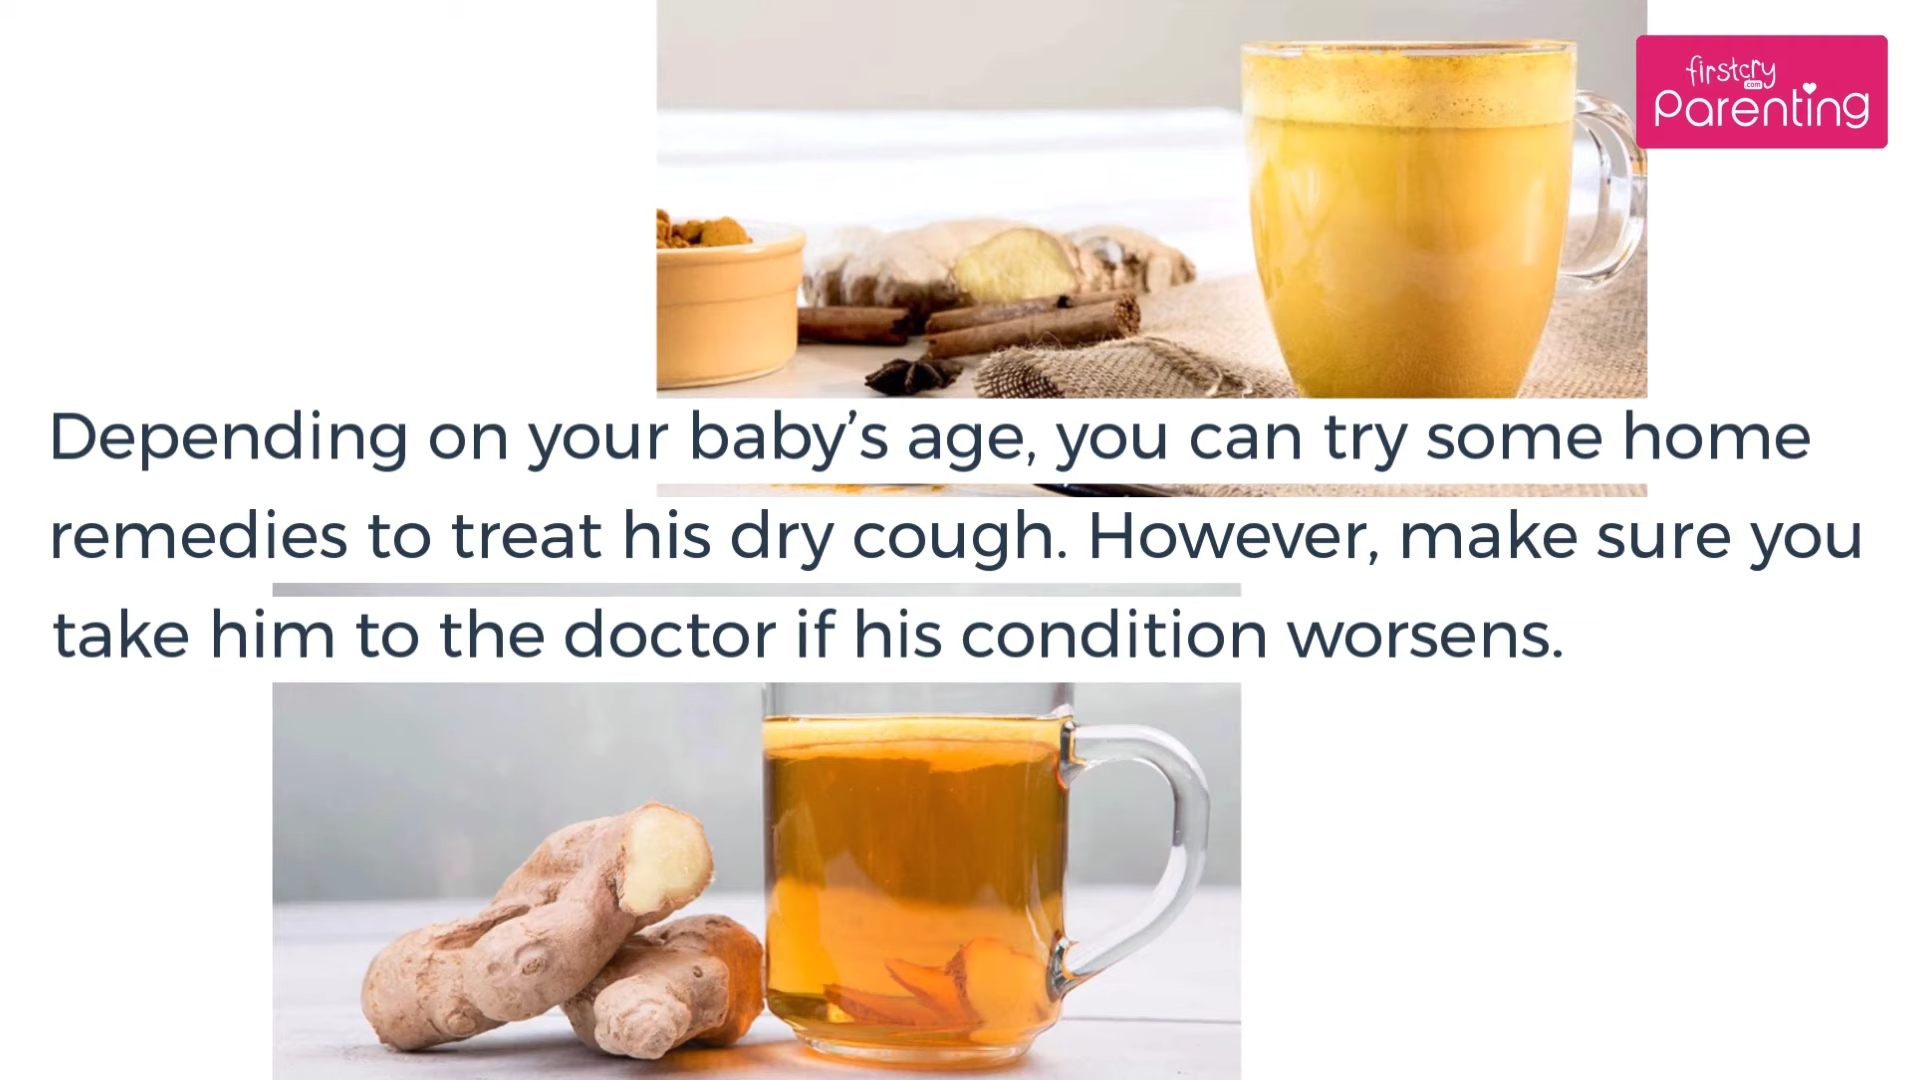 firstcry
.com
Parenting
Depending on your baby’s age, you can try some home
remedies to treat his dry cough. However, make sure you
take him to the doctor if his condition worsens.